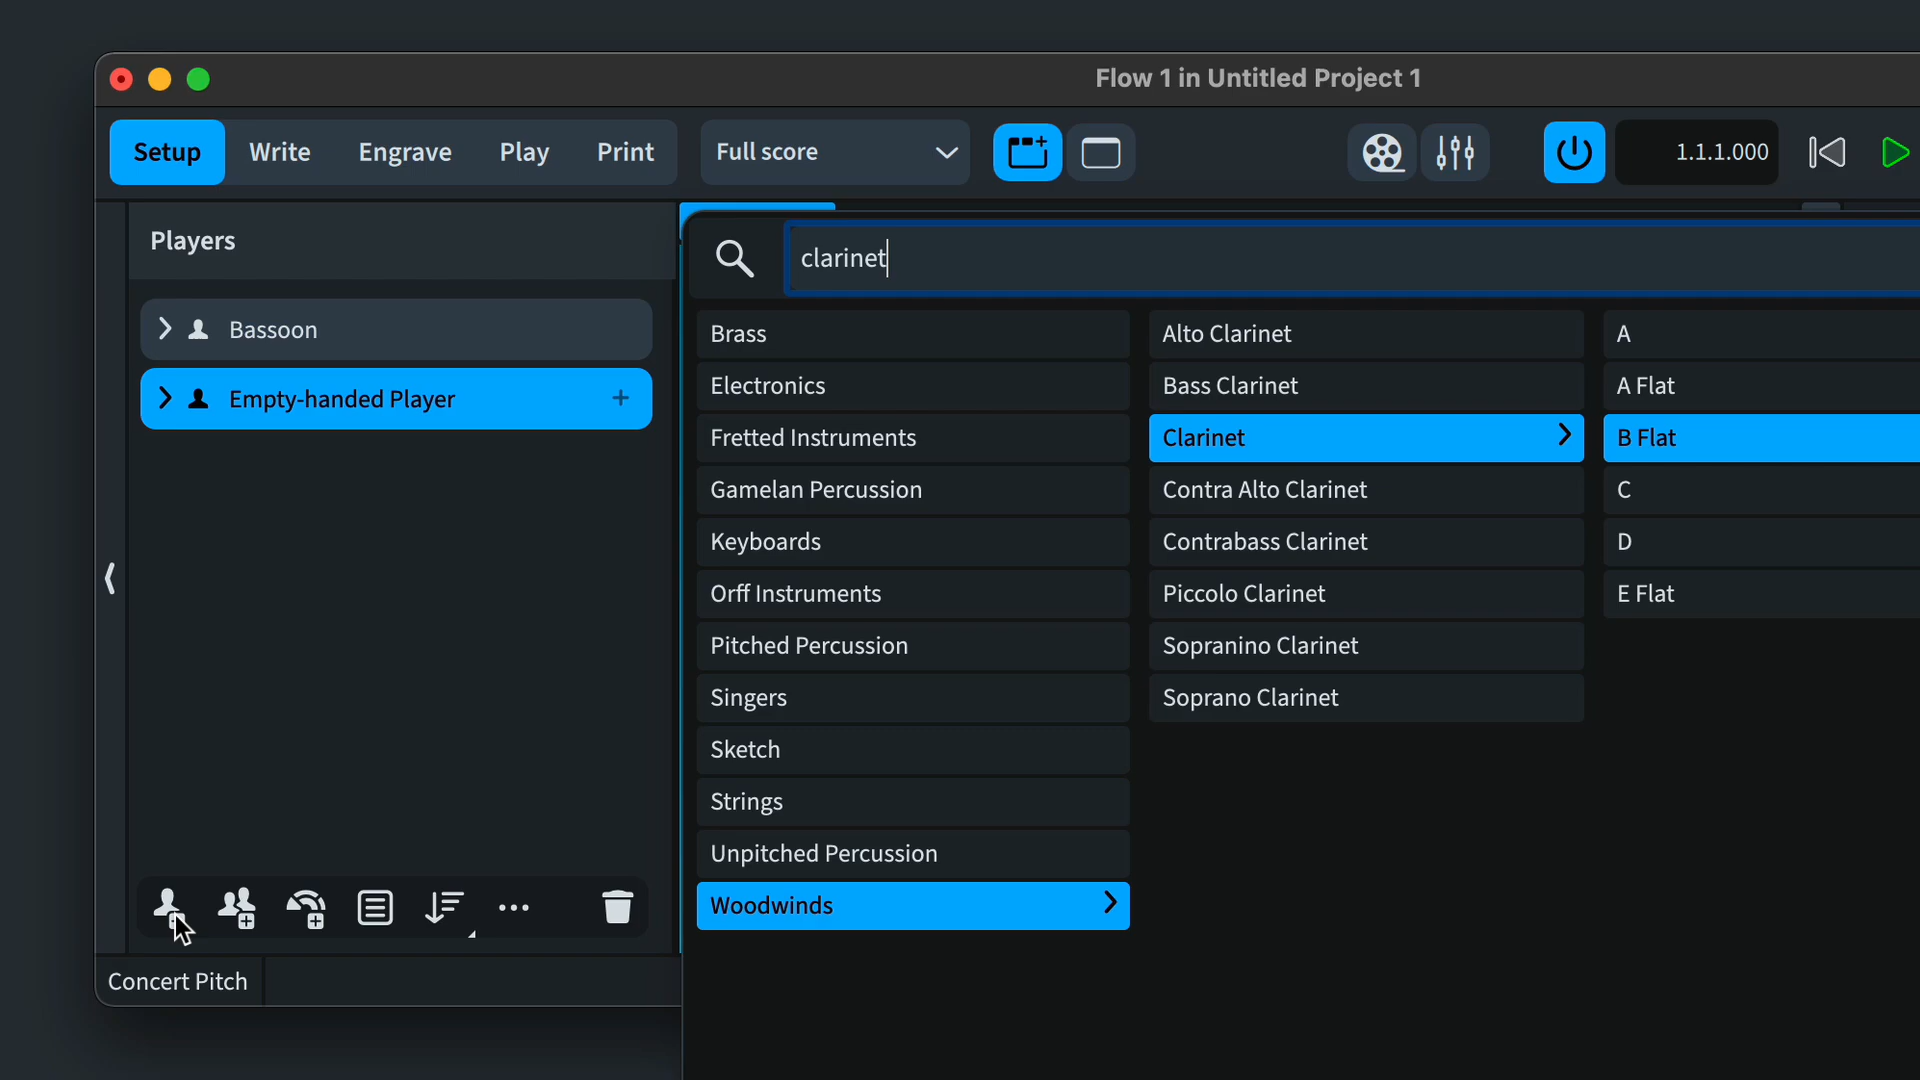 Flow 1 in Untitled Project 1
Setup Write Engrave Play Print Full score 1.1.1.000
Players
clarinet
Bassoon
Empty-handed Player +
Brass
Electronics
Fretted Instruments
Gamelan Percussion
Keyboards
Orff Instruments
Pitched Percussion
Singers
Sketch
Strings
Unpitched Percussion
Woodwinds
Alto Clarinet
Bass Clarinet
Clarinet
Contra Alto Clarinet
Contrabass Clarinet
Piccolo Clarinet
Sopranino Clarinet
Soprano Clarinet
A
A Flat
B Flat
C
D
E Flat
Concert Pitch